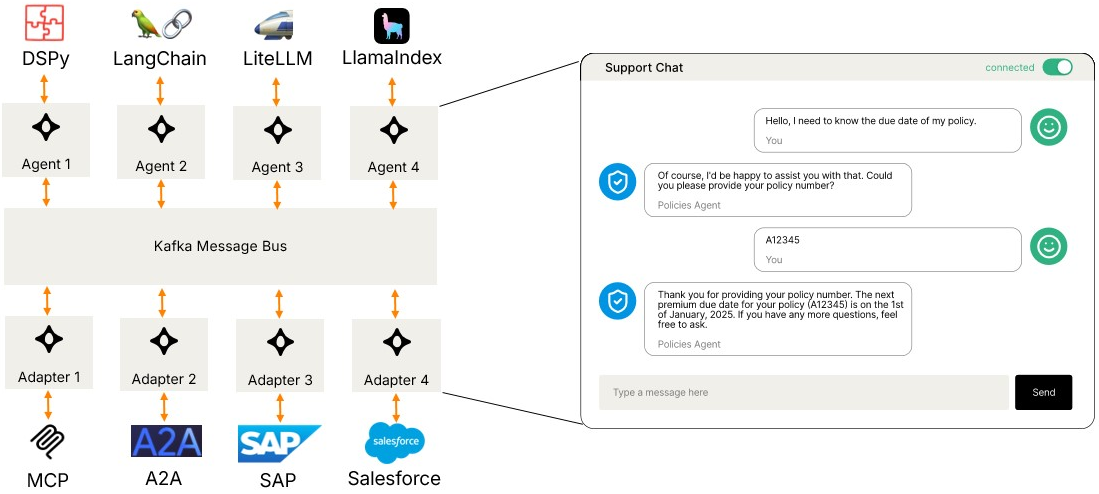 DSPy
LangChain
LiteLLM
LlamaIndex
Agent 1
Agent 2
Agent 3
Agent 4
Kafka Message Bus
Adapter 1
Adapter 2
Adapter 3
Adapter 4
A2A
SAP
salesforce
MCP
A2A
SAP
Salesforce
Support Chat
connected
Hello, I need to know the due date of my policy.
You
Of course, I'd be happy to assist you with that. Could
you please provide your policy number?
Policies Agent
A12345
You
Thank you for providing your policy number. The next
premium due date for your policy (A12345) is on the 1st
of January, 2025. If you have any more questions, feel
free to ask.
Policies Agent
Type a message here
Send